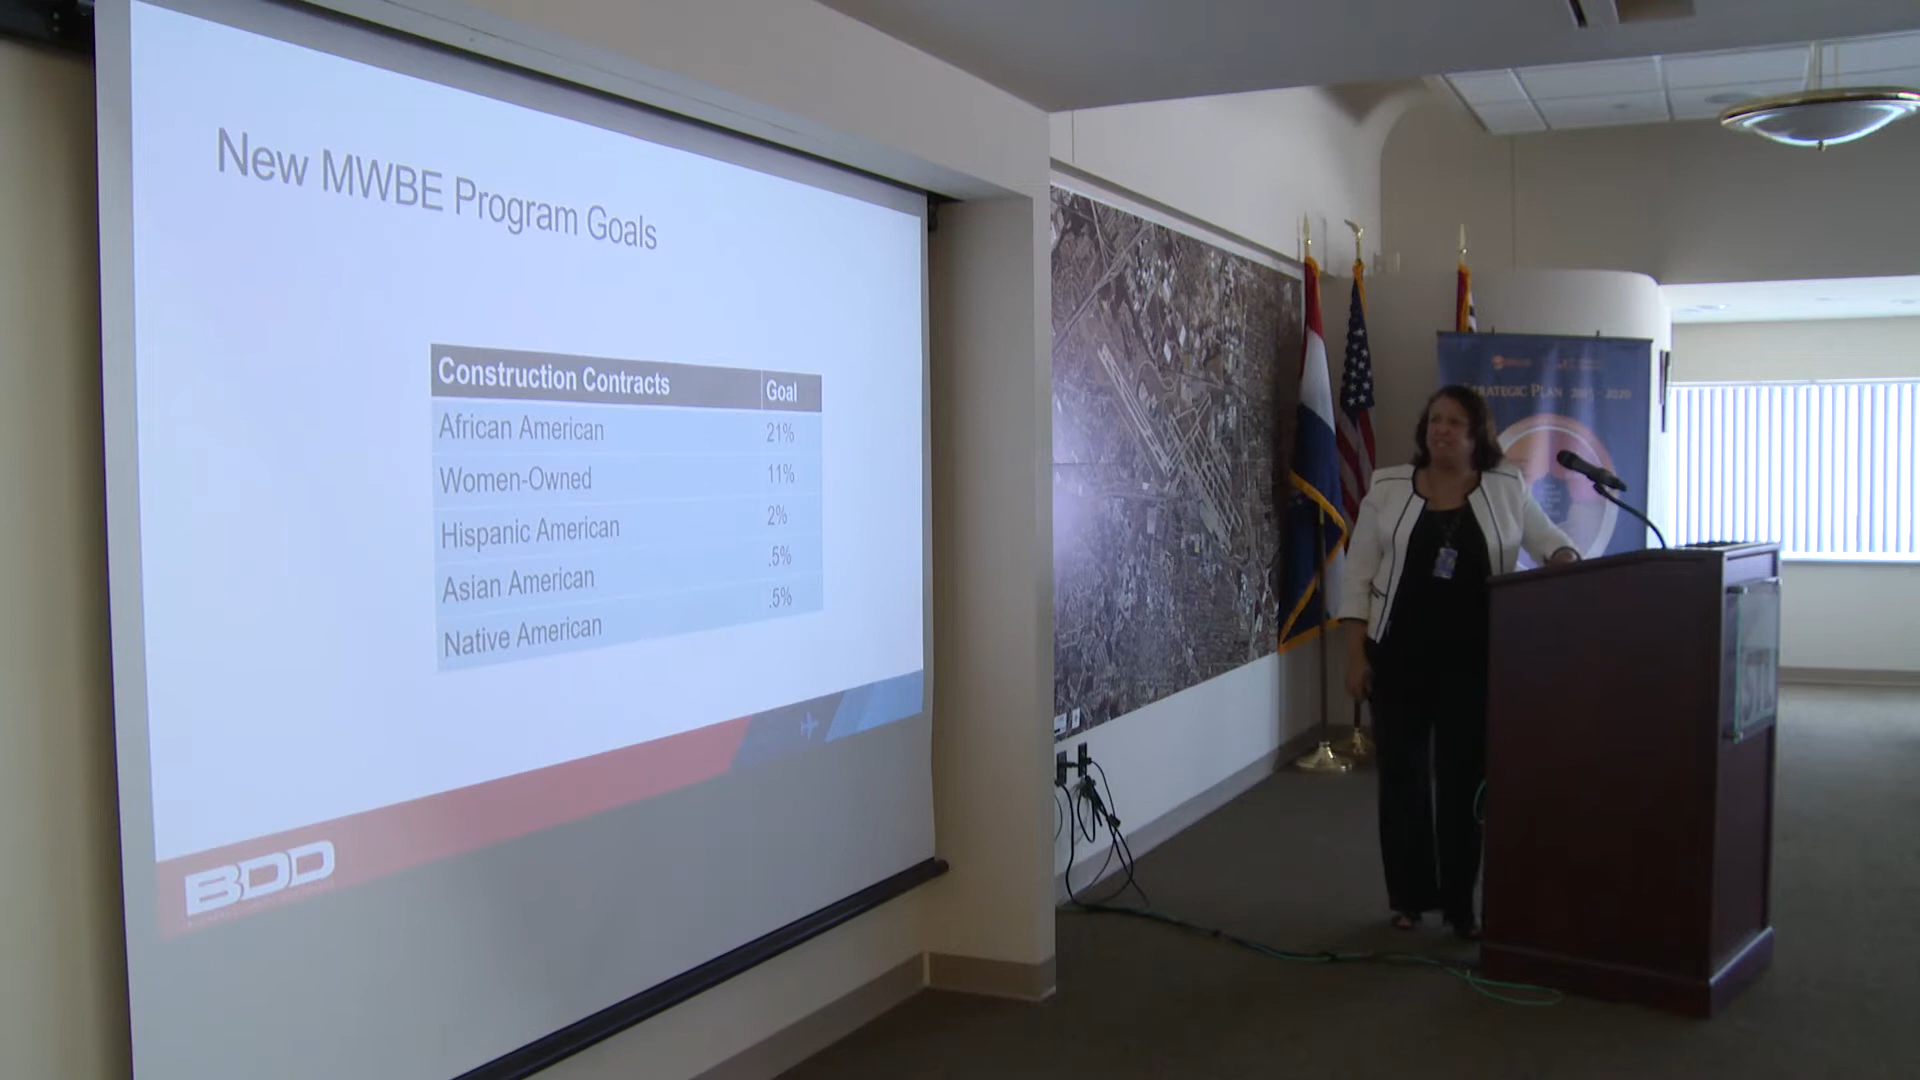 New MWBE Program Goals
Construction Contracts Goal
African American 21%
Women-Owned 11%
Hispanic American 2%
Asian American .5%
Native American .5%
BDD
STRATEGIC PLAN
STL